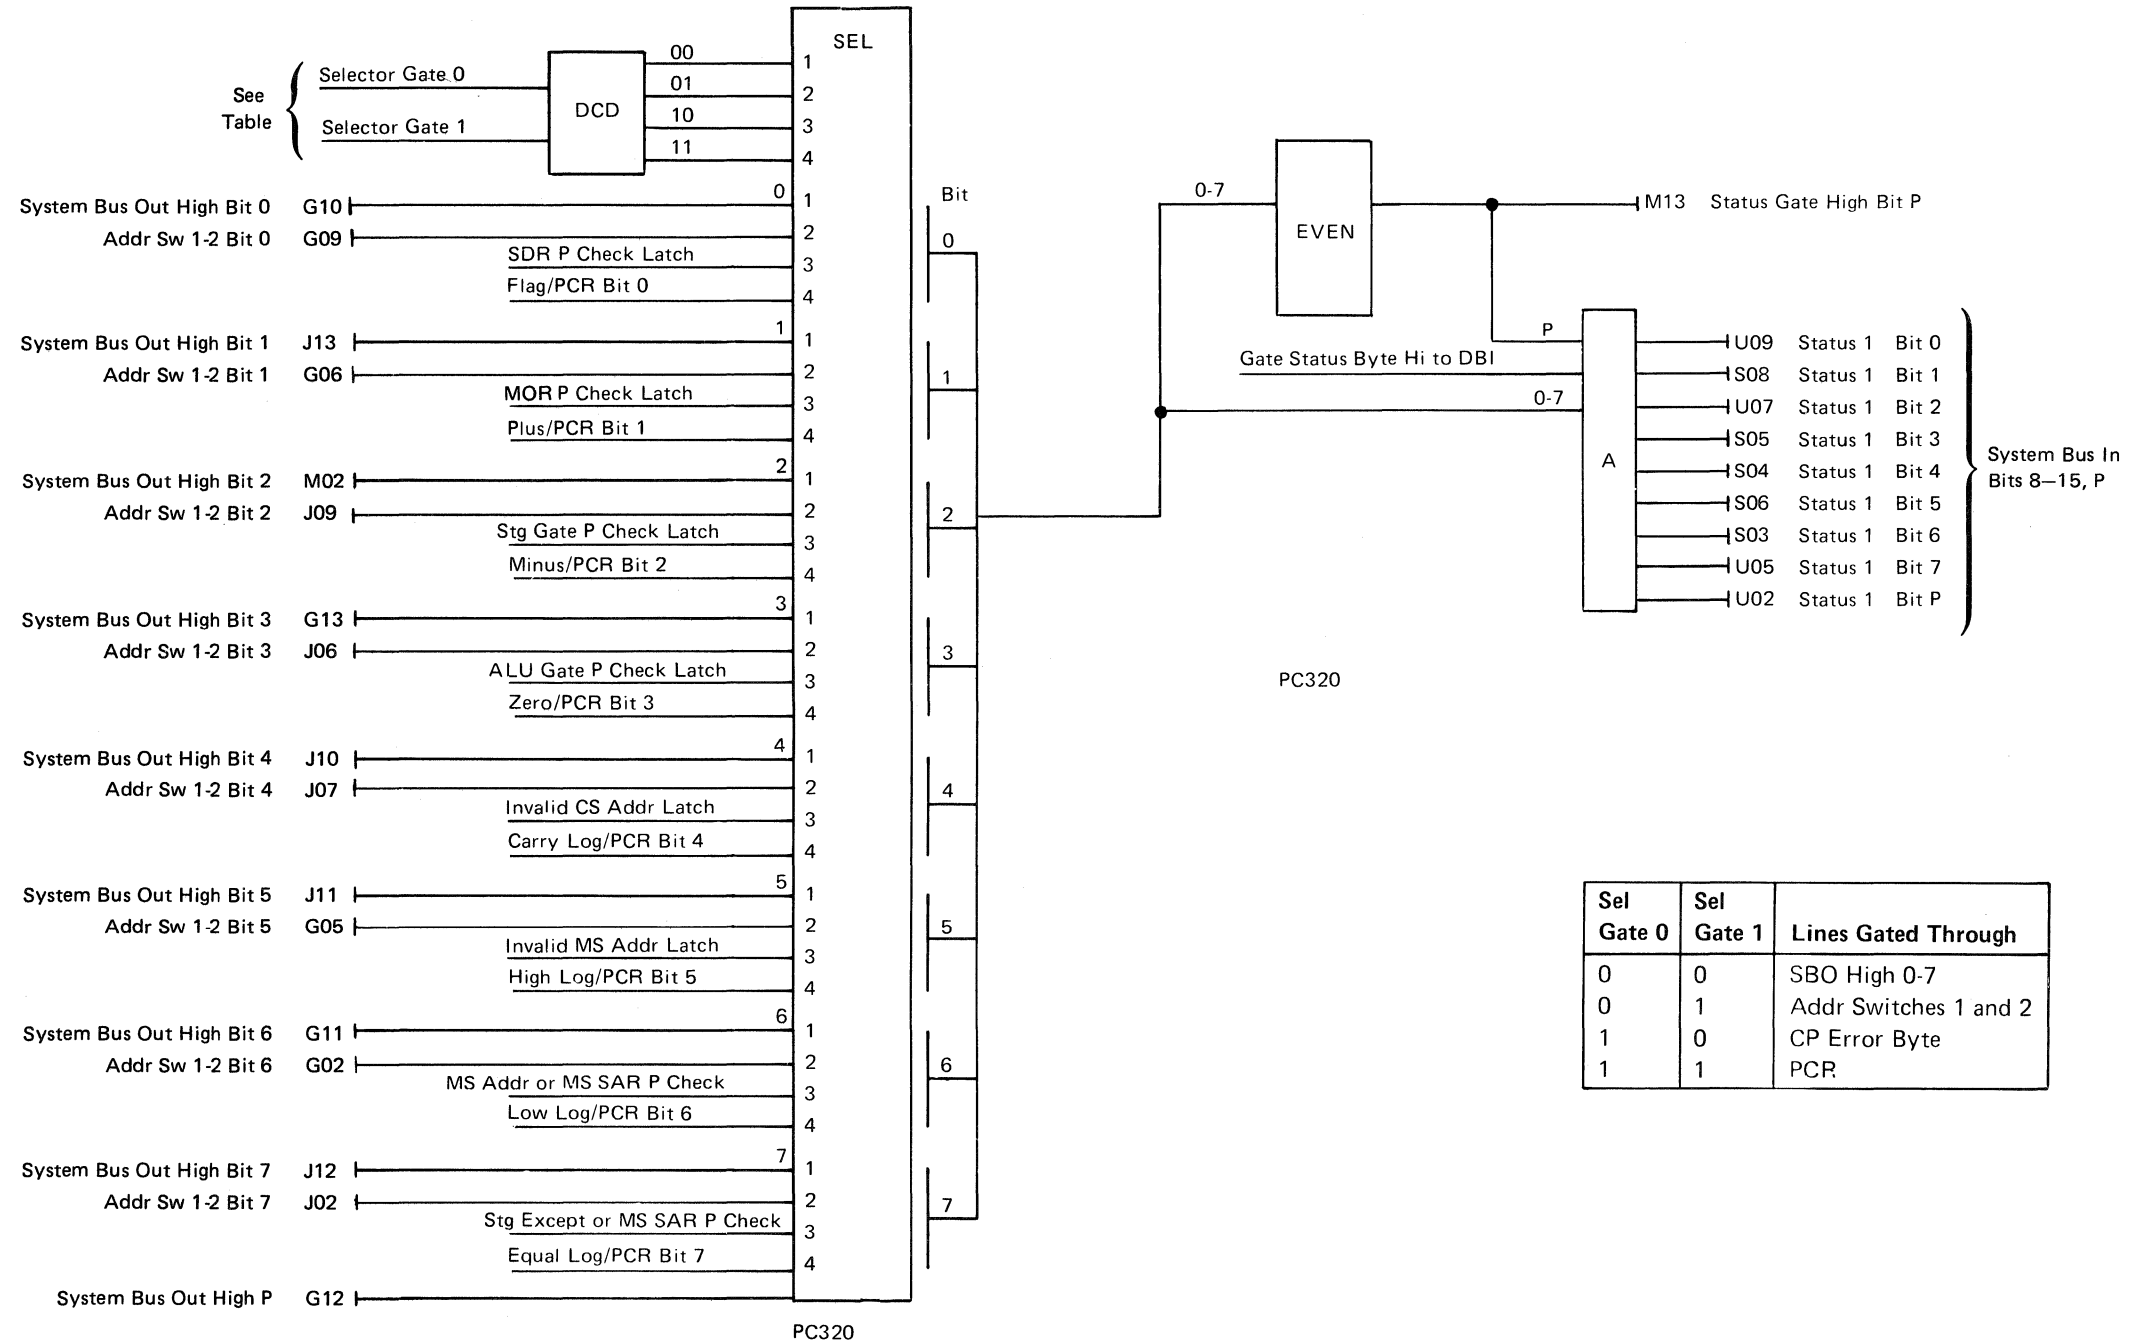 SEL
See
Table
Selector Gate 0
Selector Gate 1
DCD
00
01
10
11
1
2
3
4
0
System Bus Out High Bit 0 G10 1
Addr Sw 1-2 Bit 0 G09 2
SDR P Check Latch 3
Flag/PCR Bit 0 4
1
System Bus Out High Bit 1 J13 1
Addr Sw 1-2 Bit 1 G06 2
MOR P Check Latch 3
Plus/PCR Bit 1 4
2
System Bus Out High Bit 2 M02 1
Addr Sw 1-2 Bit 2 J09 2
Stg Gate P Check Latch 3
Minus/PCR Bit 2 4
3
System Bus Out High Bit 3 G13 1
Addr Sw 1-2 Bit 3 J06 2
ALU Gate P Check Latch 3
Zero/PCR Bit 3 4
4
System Bus Out High Bit 4 J10 1
Addr Sw 1-2 Bit 4 J07 2
Invalid CS Addr Latch 3
Carry Log/PCR Bit 4 4
5
System Bus Out High Bit 5 J11 1
Addr Sw 1-2 Bit 5 G05 2
Invalid MS Addr Latch 3
High Log/PCR Bit 5 4
6
System Bus Out High Bit 6 G11 1
Addr Sw 1-2 Bit 6 G02 2
MS Addr or MS SAR P Check 3
Low Log/PCR Bit 6 4
7
System Bus Out High Bit 7 J12 1
Addr Sw 1-2 Bit 7 J02 2
Stg Except or MS SAR P Check 3
Equal Log/PCR Bit 7 4
System Bus Out High P G12
PC320
Bit
0
1
2
3
4
5
6
7
0-7
EVEN
M13 Status Gate High Bit P
P
Gate Status Byte Hi to DBI
0-7
A
U09 Status 1 Bit 0
S08 Status 1 Bit 1
U07 Status 1 Bit 2
S05 Status 1 Bit 3
S04 Status 1 Bit 4
S06 Status 1 Bit 5
S03 Status 1 Bit 6
U05 Status 1 Bit 7
U02 Status 1 Bit P
System Bus In
Bits 8–15, P
PC320
Sel Gate 0 Sel Gate 1 Lines Gated Through
0 0 SBO High 0-7
0 1 Addr Switches 1 and 2
1 0 CP Error Byte
1 1 PCR